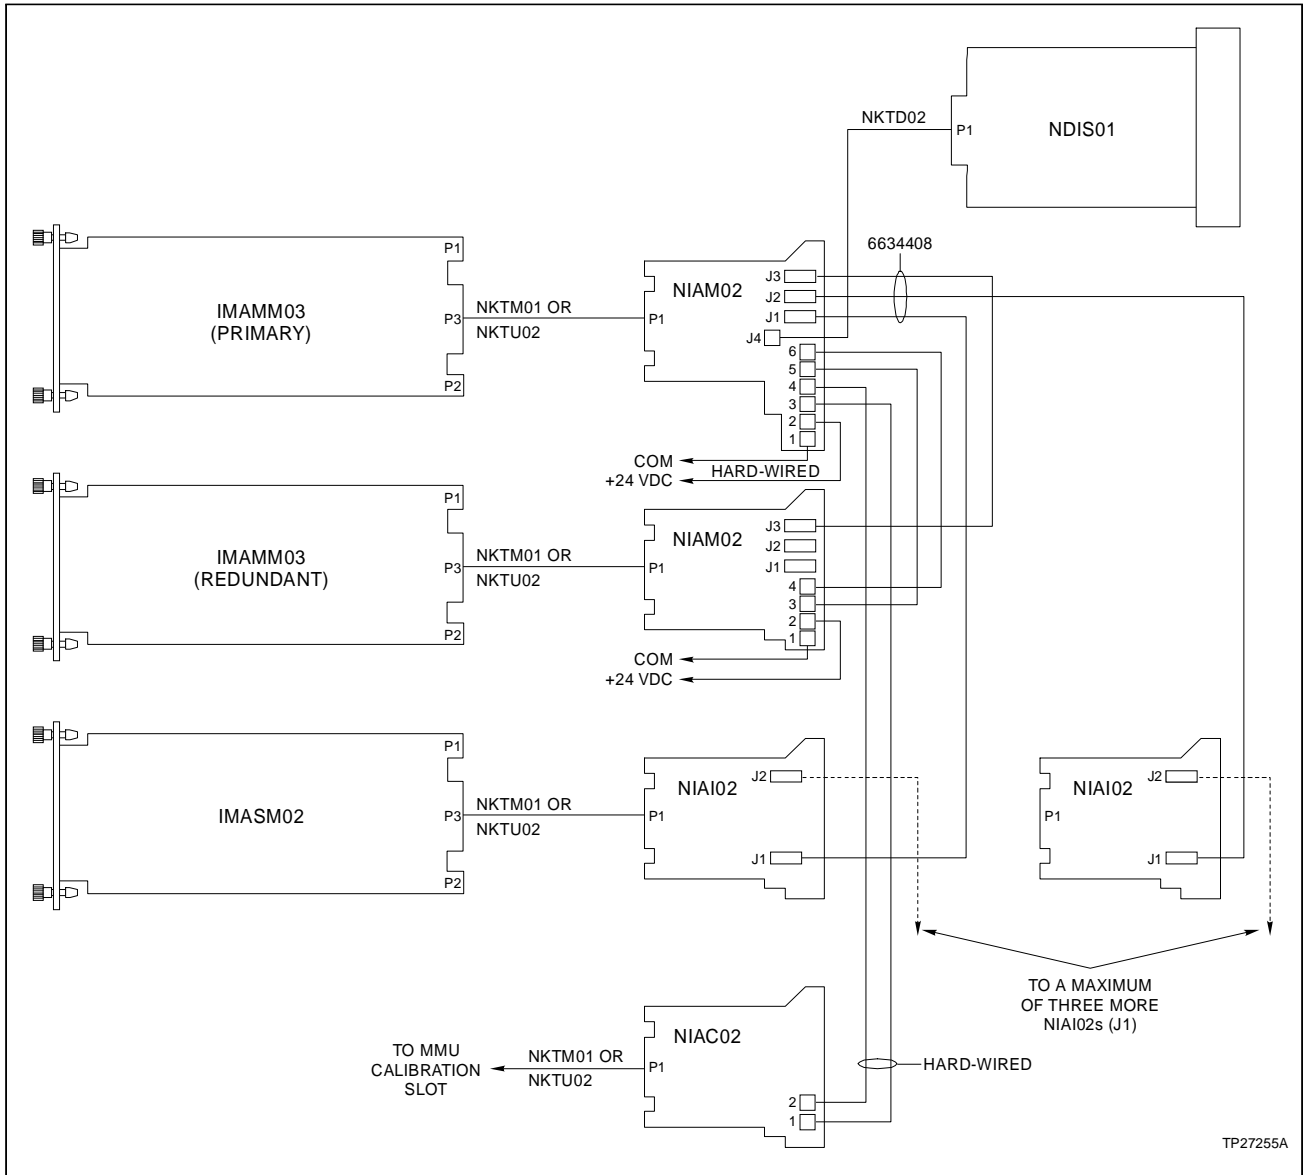 NKTD02
P1
NDIS01
P1
IMAMM03
(PRIMARY)
P3
P2
NKTM01 OR
NKTU02
P1
NIAM02
J3
J2
J1
J4
6
5
4
3
2
1
6634408
COM
+24 VDC
HARD-WIRED
P1
IMAMM03
(REDUNDANT)
P3
P2
NKTM01 OR
NKTU02
P1
NIAM02
J3
J2
J1
4
3
2
1
COM
+24 VDC
P1
IMASM02
P3
P2
NKTM01 OR
NKTU02
P1
NIAI02
J2
J1
P1
NIAI02
J2
J1
TO A MAXIMUM
OF THREE MORE
NIAI02s (J1)
TO MMU
CALIBRATION
SLOT
NKTM01 OR
NKTU02
P1
NIAC02
2
1
HARD-WIRED
TP27255A